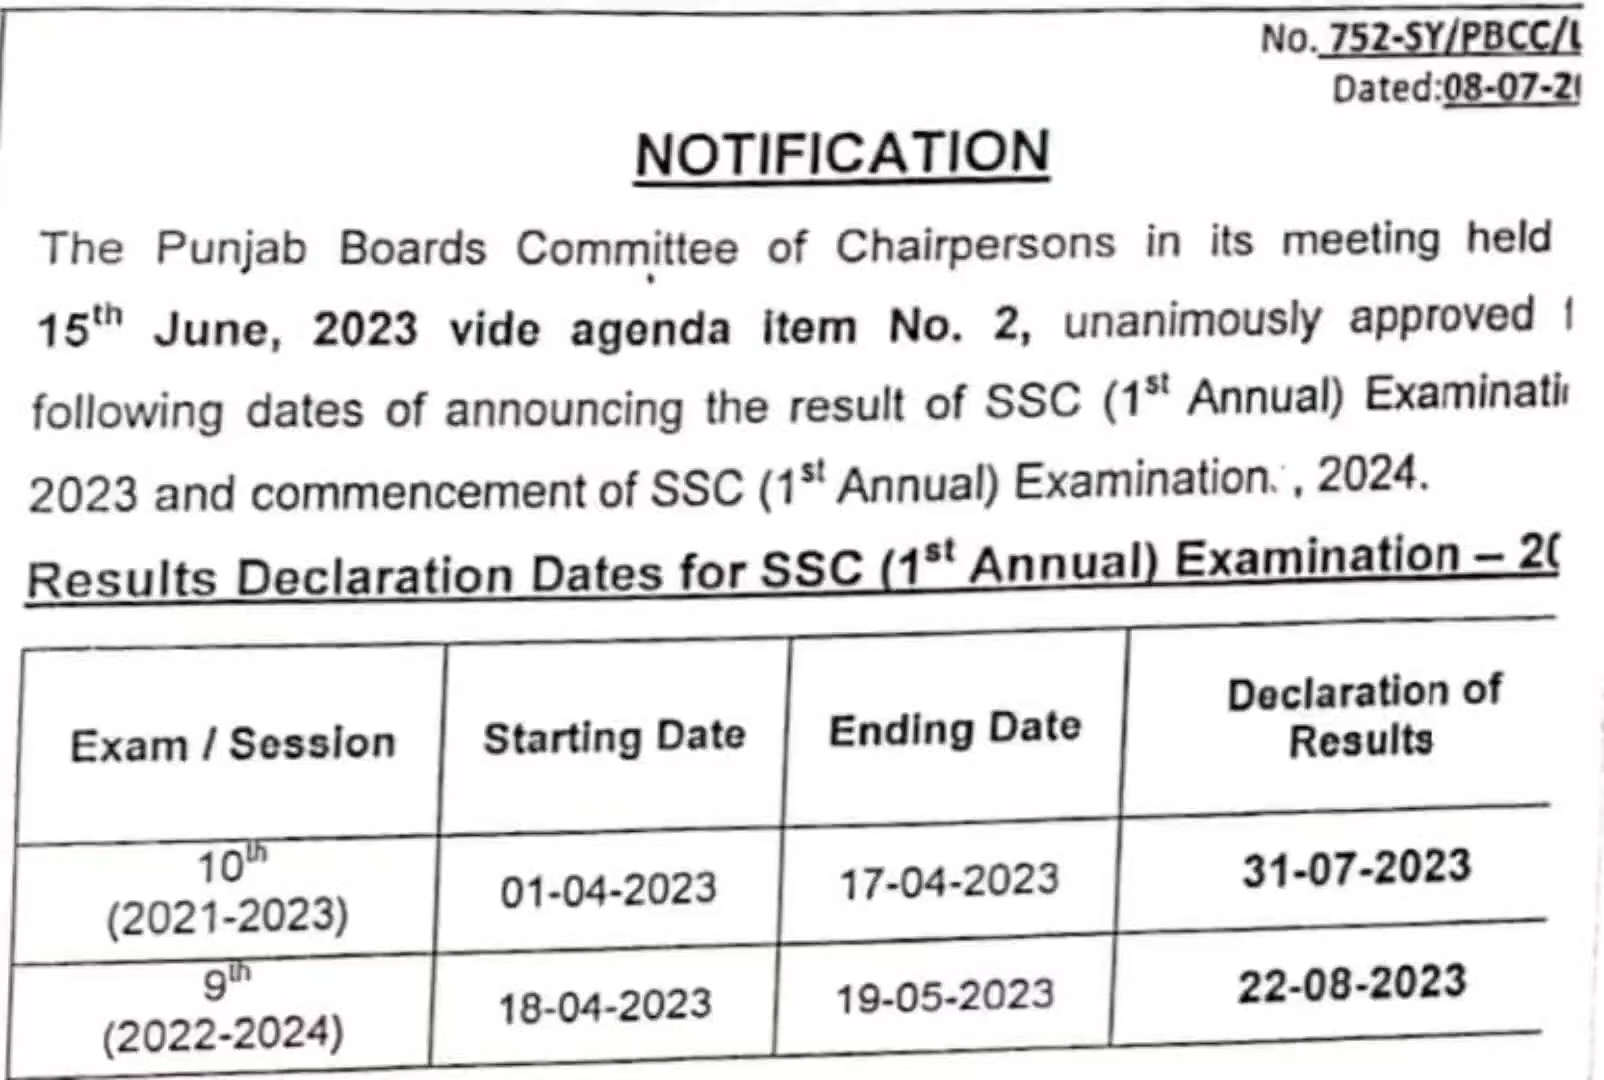 No. 752-SY/PBCC/L
Dated:08-07-2
NOTIFICATION
The Punjab Boards Committee of Chairpersons in its meeting held
15th June, 2023 vide agenda item No. 2, unanimously approved
following dates of announcing the result of SSC (1st Annual) Examinati
2023 and commencement of SSC (1st Annual) Examination. , 2024.
Results Declaration Dates for SSC (1st Annual) Examination – 2
Exam / Session Starting Date Ending Date Declaration of
Results
10th
(2021-2023) 01-04-2023 17-04-2023 31-07-2023
9th
(2022-2024) 18-04-2023 19-05-2023 22-08-2023